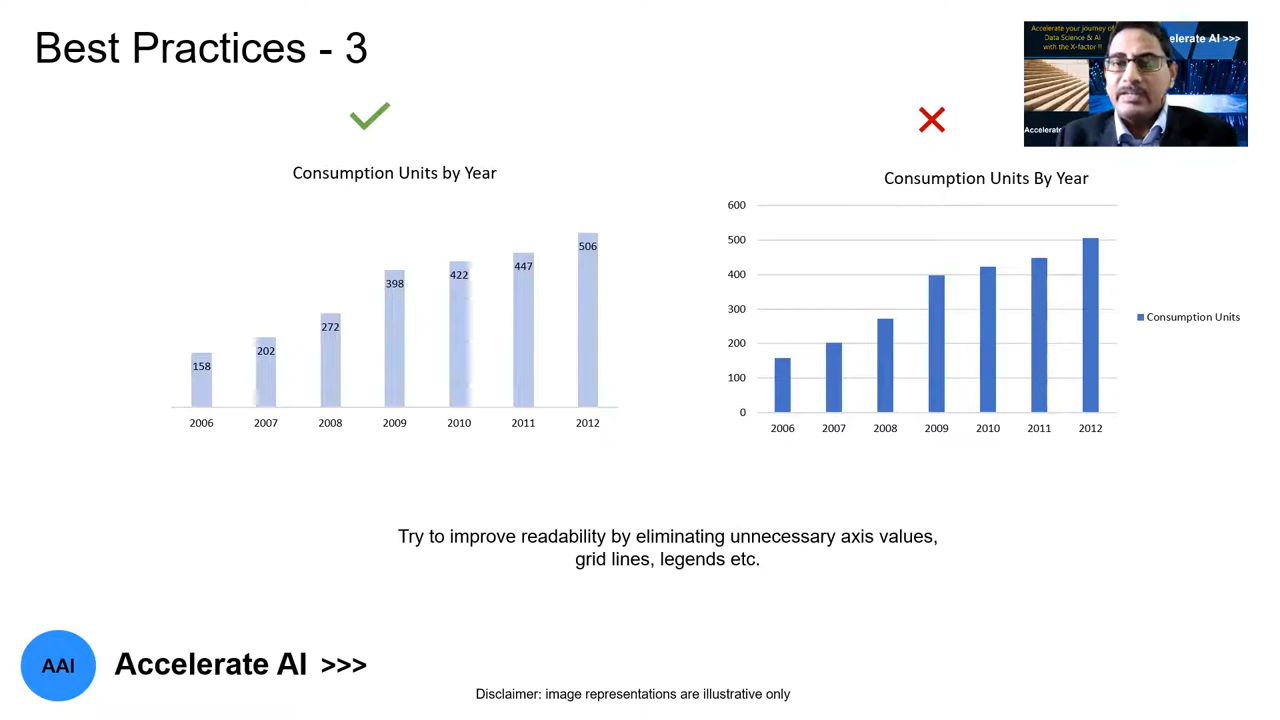 Best Practices - 3
Accelerate your journey of
Data Science & Ai
with the X-factor !!
elerate AI >>>
Accelerate
Consumption Units by Year
158
202
272
398
422
447
506
2006 2007 2008 2009 2010 2011 2012
Consumption Units By Year
600
500
400
300
200
100
0
2006 2007 2008 2009 2010 2011 2012
Consumption Units
Try to improve readability by eliminating unnecessary axis values,
grid lines, legends etc.
AAI
Accelerate AI >>>
Disclaimer: image representations are illustrative only